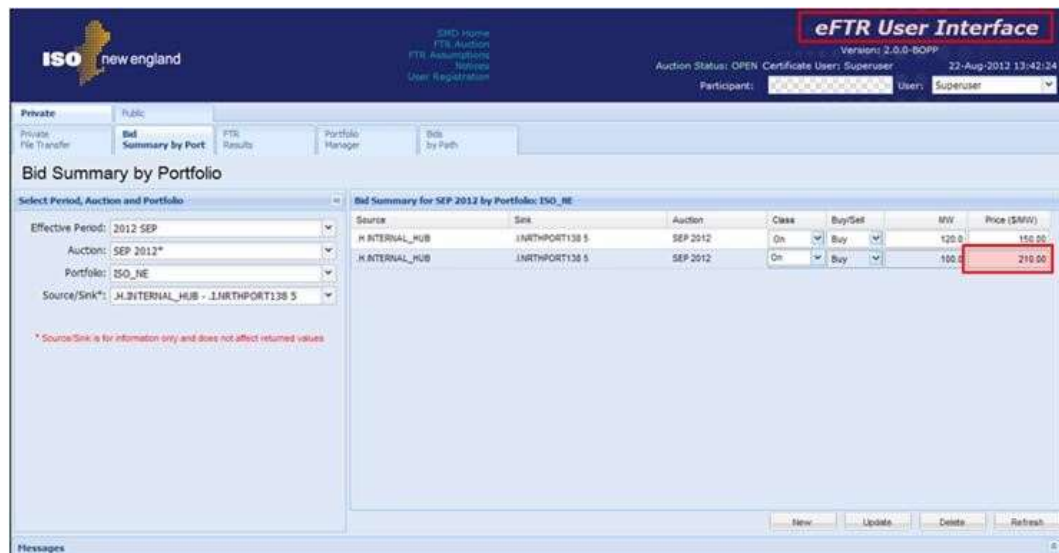 ISO new england
SMD Home
FTR Auction
FTR Assumptions
Notices
User Registration
eFTR User Interface
Version: 2.0.0-BOPP
Auction Status: OPEN Certificate User: Superuser 22-Aug-2012 13:42:24
Participant: User: Superuser
Private Public
Private File Transfer
Bid Summary by Port
FTR Results
Portfolio Manager
Bids by Path
Bid Summary by Portfolio
Select Period, Auction and Portfolio
Effective Period: 2012 SEP
Auction: SEP 2012*
Portfolio: ISO_NE
Source/Sink*: .H.INTERNAL_HUB - .I.NRTHPORT138 5
* Source/Sink is for information only and does not affect returned values
Bid Summary for SEP 2012 by Portfolio: ISO_NE
Source Sink Auction Class Buy/Sell MW Price ($/MW)
.H.INTERNAL_HUB .I.NRTHPORT138 5 SEP 2012 On Buy 120.0 150.00
.H.INTERNAL_HUB .I.NRTHPORT138 5 SEP 2012 On Buy 100.0 210.00
New Update Delete Refresh
Messages